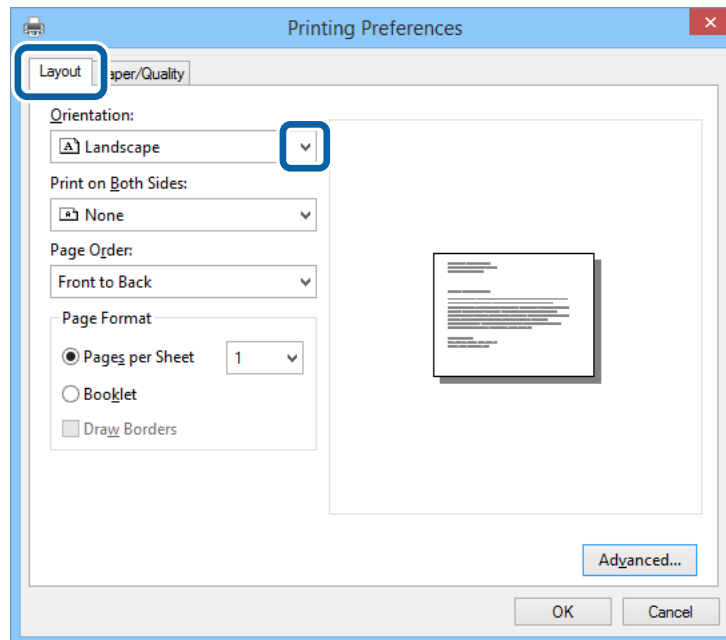 Printing Preferences
Layout
aper/Quality
Orientation:
Landscape
Print on Both Sides:
None
Page Order:
Front to Back
Page Format
Pages per Sheet 1
Booklet
Draw Borders
Advanced...
OK Cancel